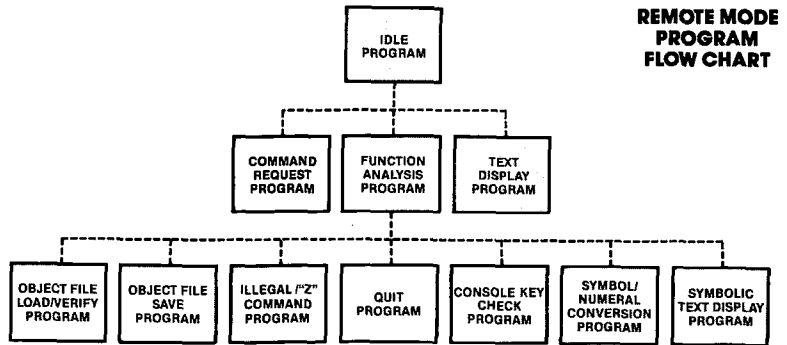 REMOTE MODE
PROGRAM
FLOW CHART
IDLE
PROGRAM
COMMAND
REQUEST
PROGRAM
FUNCTION
ANALYSIS
PROGRAM
TEXT
DISPLAY
PROGRAM
OBJECT FILE
LOAD/VERIFY
PROGRAM
OBJECT FILE
SAVE
PROGRAM
ILLEGAL /"Z"
COMMAND
PROGRAM
QUIT
PROGRAM
CONSOLE KEY
CHECK
PROGRAM
SYMBOL/
NUMERAL
CONVERSION
PROGRAM
SYMBOLIC
TEXT DISPLAY
PROGRAM